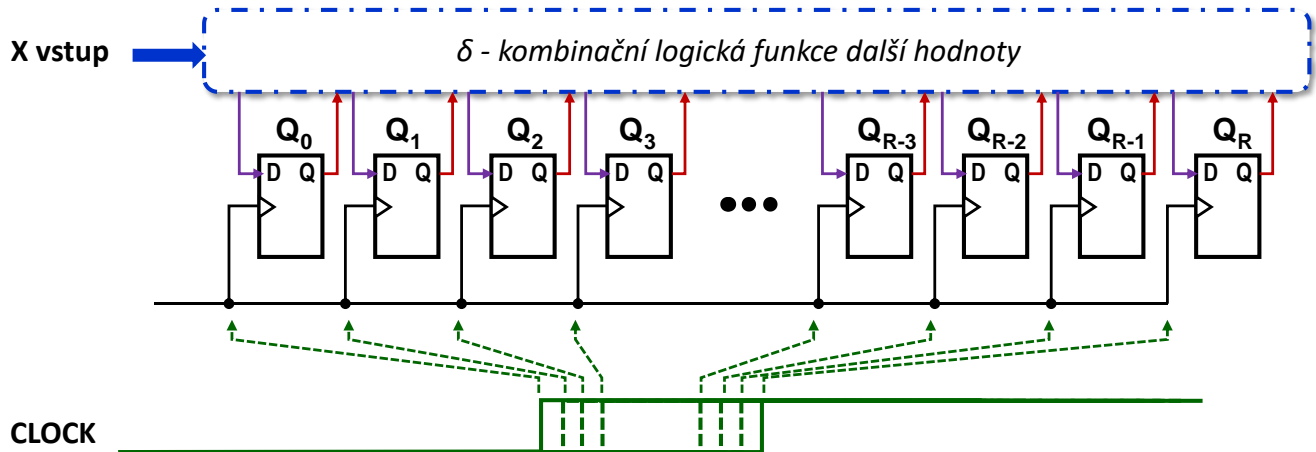 X vstup
δ - kombinační logická funkce další hodnoty
Q0 Q1 Q2 Q3 QR-3 QR-2 QR-1 QR
D Q D Q D Q D Q D Q D Q D Q D Q
CLOCK